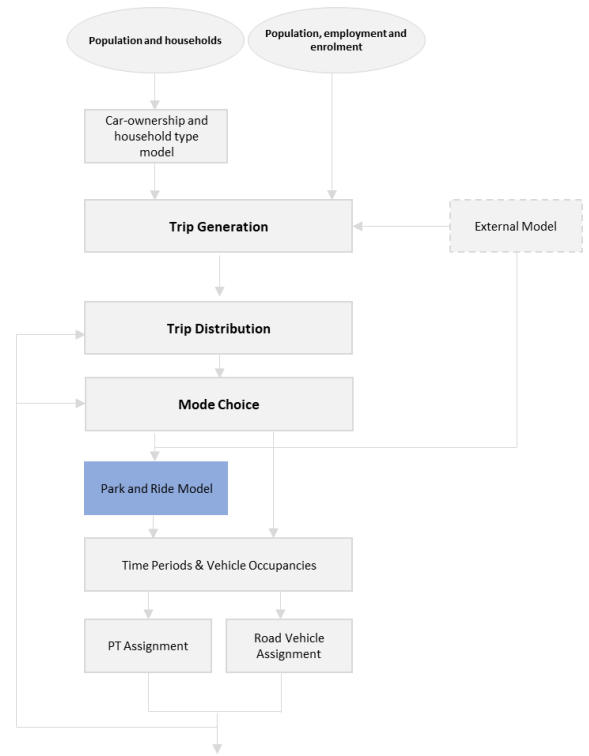 Population and households
Population, employment and
enrolment
Car-ownership and
household type
model
Trip Generation
External Model
Trip Distribution
Mode Choice
Park and Ride Model
Time Periods & Vehicle Occupancies
PT Assignment
Road Vehicle
Assignment